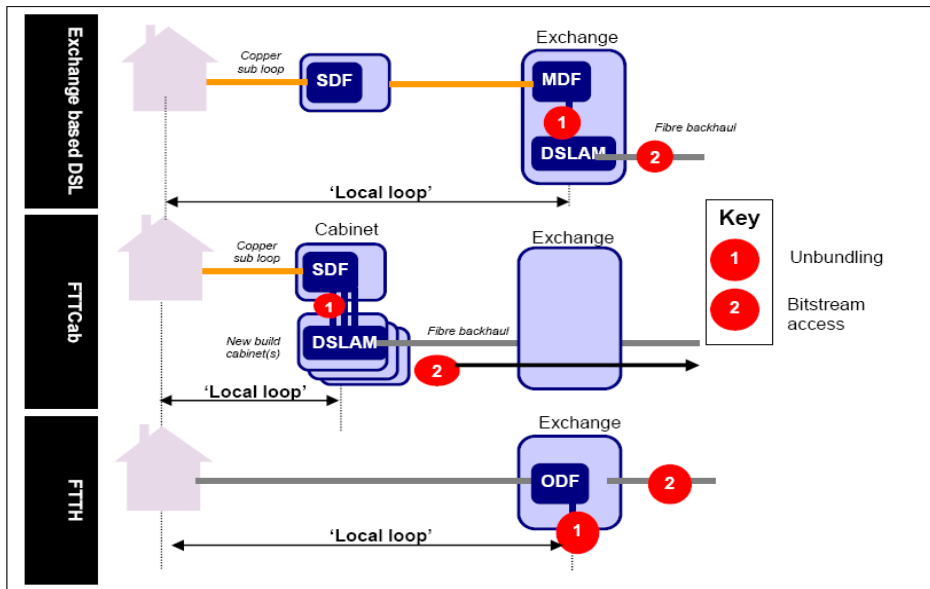 Exchange based DSL
Copper
sub loop
SDF
Exchange
MDF
1
DSLAM
Fibre backhaul
2
‘Local loop’
FTTCab
Copper
sub loop
Cabinet
SDF
1
New build
cabinet(s)
DSLAM
Fibre backhaul
2
Exchange
‘Local loop’
Key
1
Unbundling
2
Bitstream
access
FTTH
Exchange
ODF
1
2
‘Local loop’